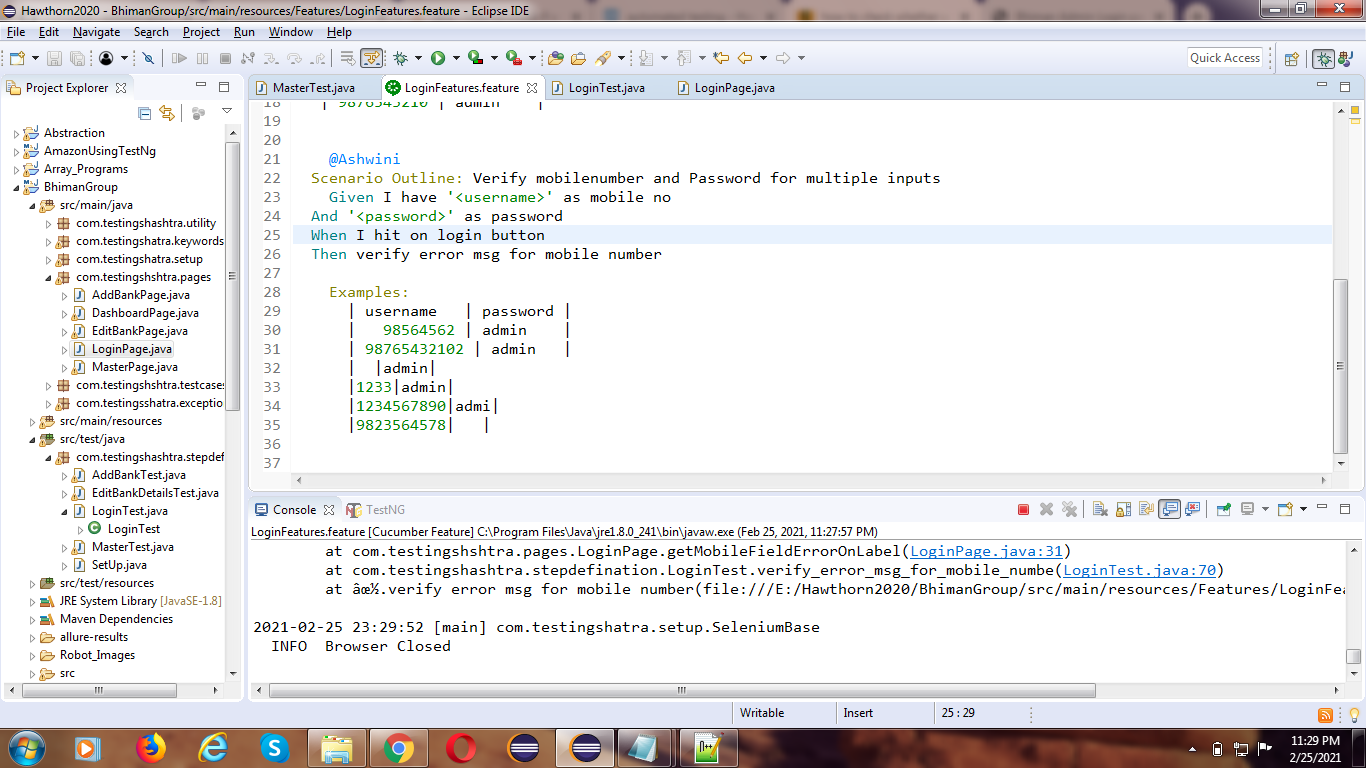 Hawthorn2020 - BhimanGroup/src/main/resources/Features/LoginFeatures.feature - Eclipse IDE
File Edit Navigate Search Project Run Window Help
Quick Access
Project Explorer
MasterTest.java LoginFeatures.feature LoginTest.java LoginPage.java
Abstraction
AmazonUsingTestNg
Array_Programs
BhimanGroup
src/main/java
com.testingshashtra.utility
com.testingshatra.keywords
com.testingshatra.setup
com.testingshshtra.pages
AddBankPage.java
DashboardPage.java
EditBankPage.java
LoginPage.java
MasterPage.java
com.testingshshtra.testcase
com.testingsshatra.exceptio
src/main/resources
src/test/java
com.testingshashtra.stepdef
AddBankTest.java
EditBankDetailsTest.java
LoginTest.java
LoginTest
MasterTest.java
SetUp.java
src/test/resources
JRE System Library [JavaSE-1.8]
Maven Dependencies
allure-results
Robot_Images
src
18 | 9876543210 | admin |
19
20
21 @Ashwini
22 Scenario Outline: Verify mobilenumber and Password for multiple inputs
23 Given I have '<username>' as mobile no
24 And '<password>' as password
25 When I hit on login button
26 Then verify error msg for mobile number
27
28 Examples:
29 | username | password |
30 | 98564562 | admin |
31 | 98765432102 | admin |
32 | |admin|
33 |1233|admin|
34 |1234567890|admi|
35 |9823564578| |
36
37
Console TestNG
LoginFeatures.feature [Cucumber Feature] C:\Program Files\Java\jre1.8.0_241\bin\javaw.exe (Feb 25, 2021, 11:27:57 PM)
at com.testingshshtra.pages.LoginPage.getMobileFieldErrorOnLabel(LoginPage.java:31)
at com.testingshashtra.stepdefination.LoginTest.verify_error_msg_for_mobile_numbe(LoginTest.java:70)
at âœ½.verify error msg for mobile number(file:///E:/Hawthorn2020/BhimanGroup/src/main/resources/Features/LoginFea
2021-02-25 23:29:52 [main] com.testingshatra.setup.SeleniumBase
INFO Browser Closed
Writable Insert 25 : 29
11:29 PM
2/25/2021